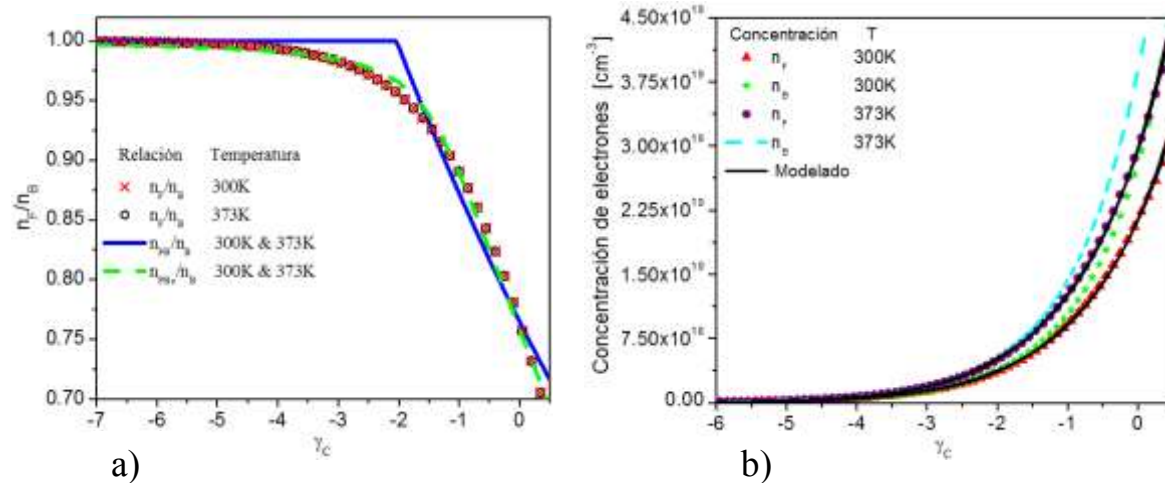 1.00
0.95
0.90
0.85
0.80
0.75
0.70
n_F/n_B
Relación Temperatura
n_F/n_B 300K
n_F/n_B 373K
300K & 373K
300K & 373K
-7 -6 -5 -4 -3 -2 -1 0
γ_C
a)
4.50x10^19
3.75x10^19
3.00x10^19
2.25x10^19
1.50x10^19
7.50x10^18
0.00
Concentración de electrones [cm^-3]
Concentración T
n_F 300K
n_B 300K
n_F 373K
n_B 373K
Modelado
-6 -5 -4 -3 -2 -1 0
γ_C
b)